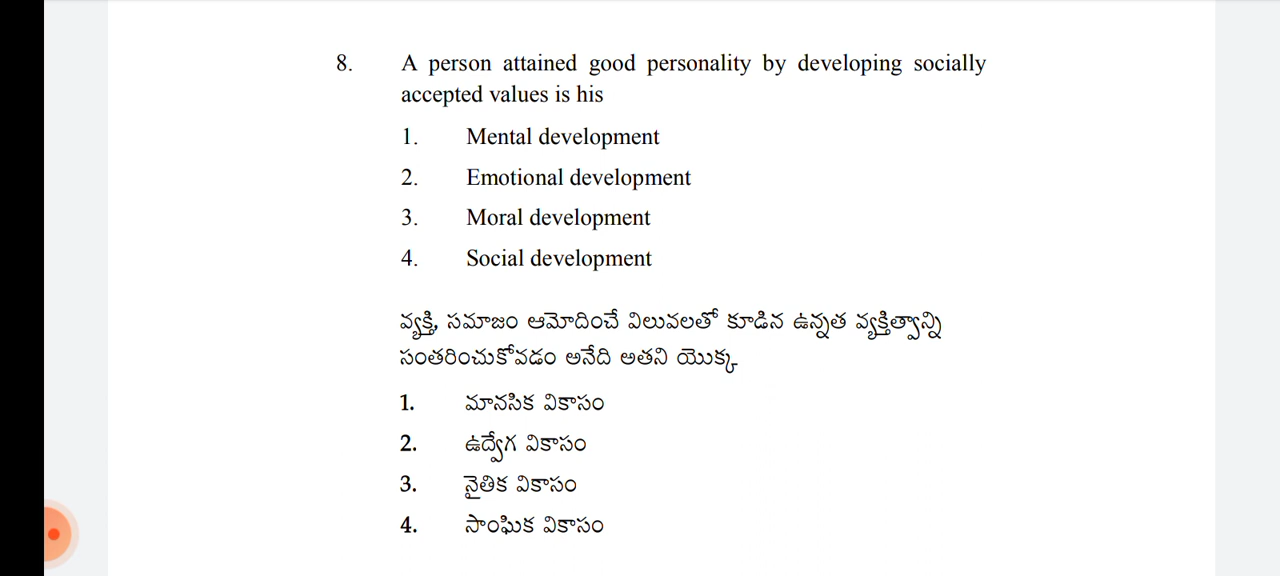 8. A person attained good personality by developing socially
accepted values is his
1. Mental development
2. Emotional development
3. Moral development
4. Social development
వ్యక్తి, సమాజం ఆమోదించే విలువలతో కూడిన ఉన్నత వ్యక్తిత్వాన్ని
సంతరించుకోవడం అనేది అతని యొక్క
1. మానసిక వికాసం
2. ఉద్వేగ వికాసం
3. నైతిక వికాసం
4. సాంఘిక వికాసం